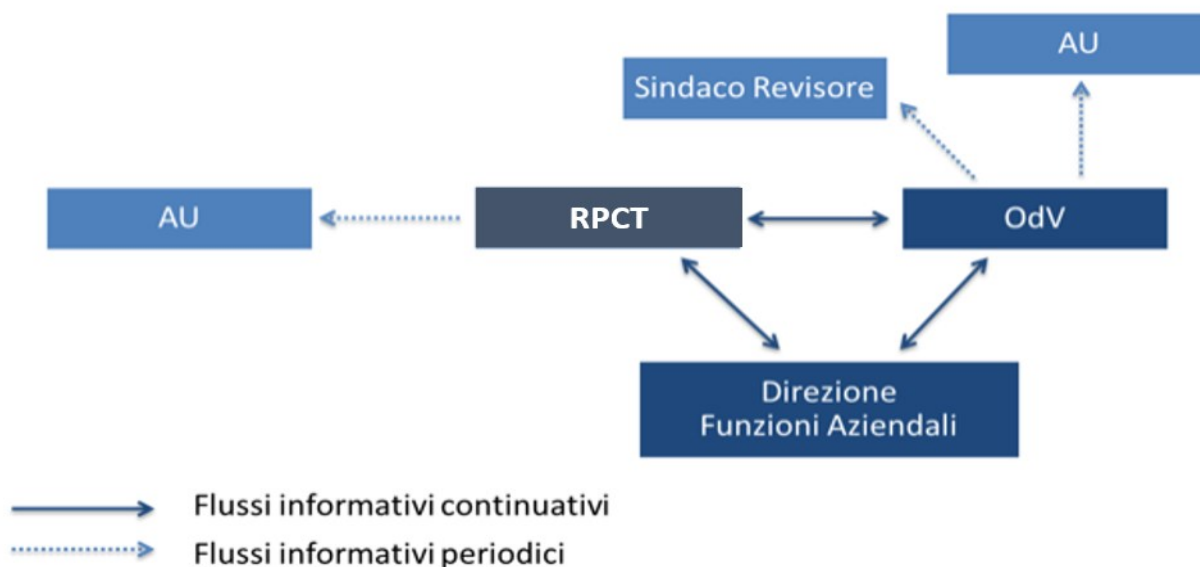 AU
Sindaco Revisore
AU
RPCT
OdV
Direzione
Funzioni Aziendali
Flussi informativi continuativi
Flussi informativi periodici